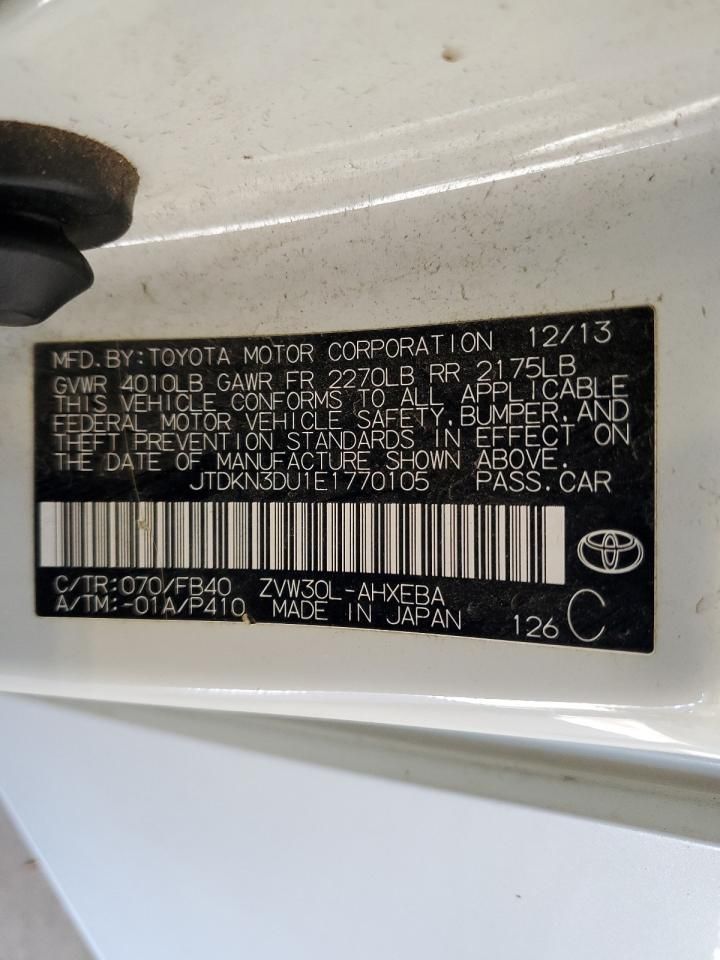 MFD. BY: TOYOTA MOTOR CORPORATION 12/13
GVWR 4010LB GAWR FR 2270LB RR 2175LB
THIS VEHICLE CONFORMS TO ALL APPLICABLE
FEDERAL MOTOR VEHICLE SAFETY, BUMPER, AND
THEFT PREVENTION STANDARDS IN EFFECT ON
THE DATE OF MANUFACTURE SHOWN ABOVE.
JTDKN3DU1E1770105 PASS. CAR
C/TR: 070/FB40 ZVW30L-AHXEBA
A/TM: -01A/P410 MADE IN JAPAN 126 C